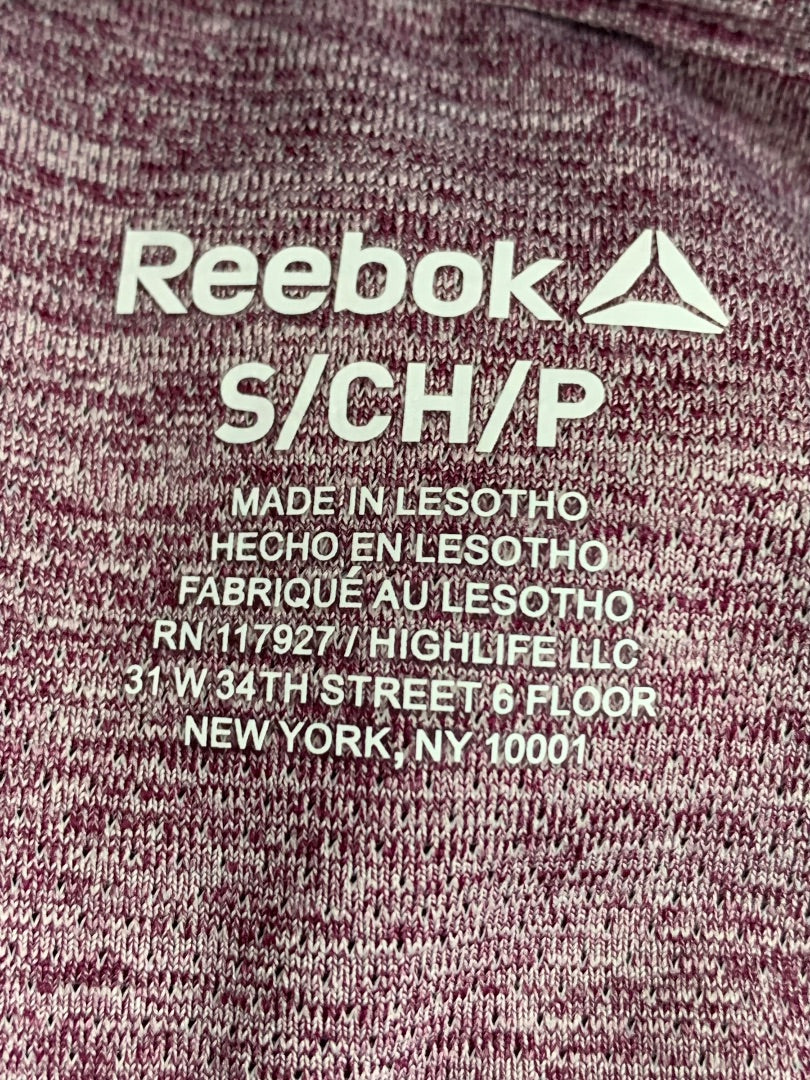 Reebok
S/CH/P
MADE IN LESOTHO
HECHO EN LESOTHO
FABRIQUÉ AU LESOTHO
RN 117927 / HIGHLIFE LLC
31 W 34TH STREET 6 FLOOR
NEW YORK, NY 10001